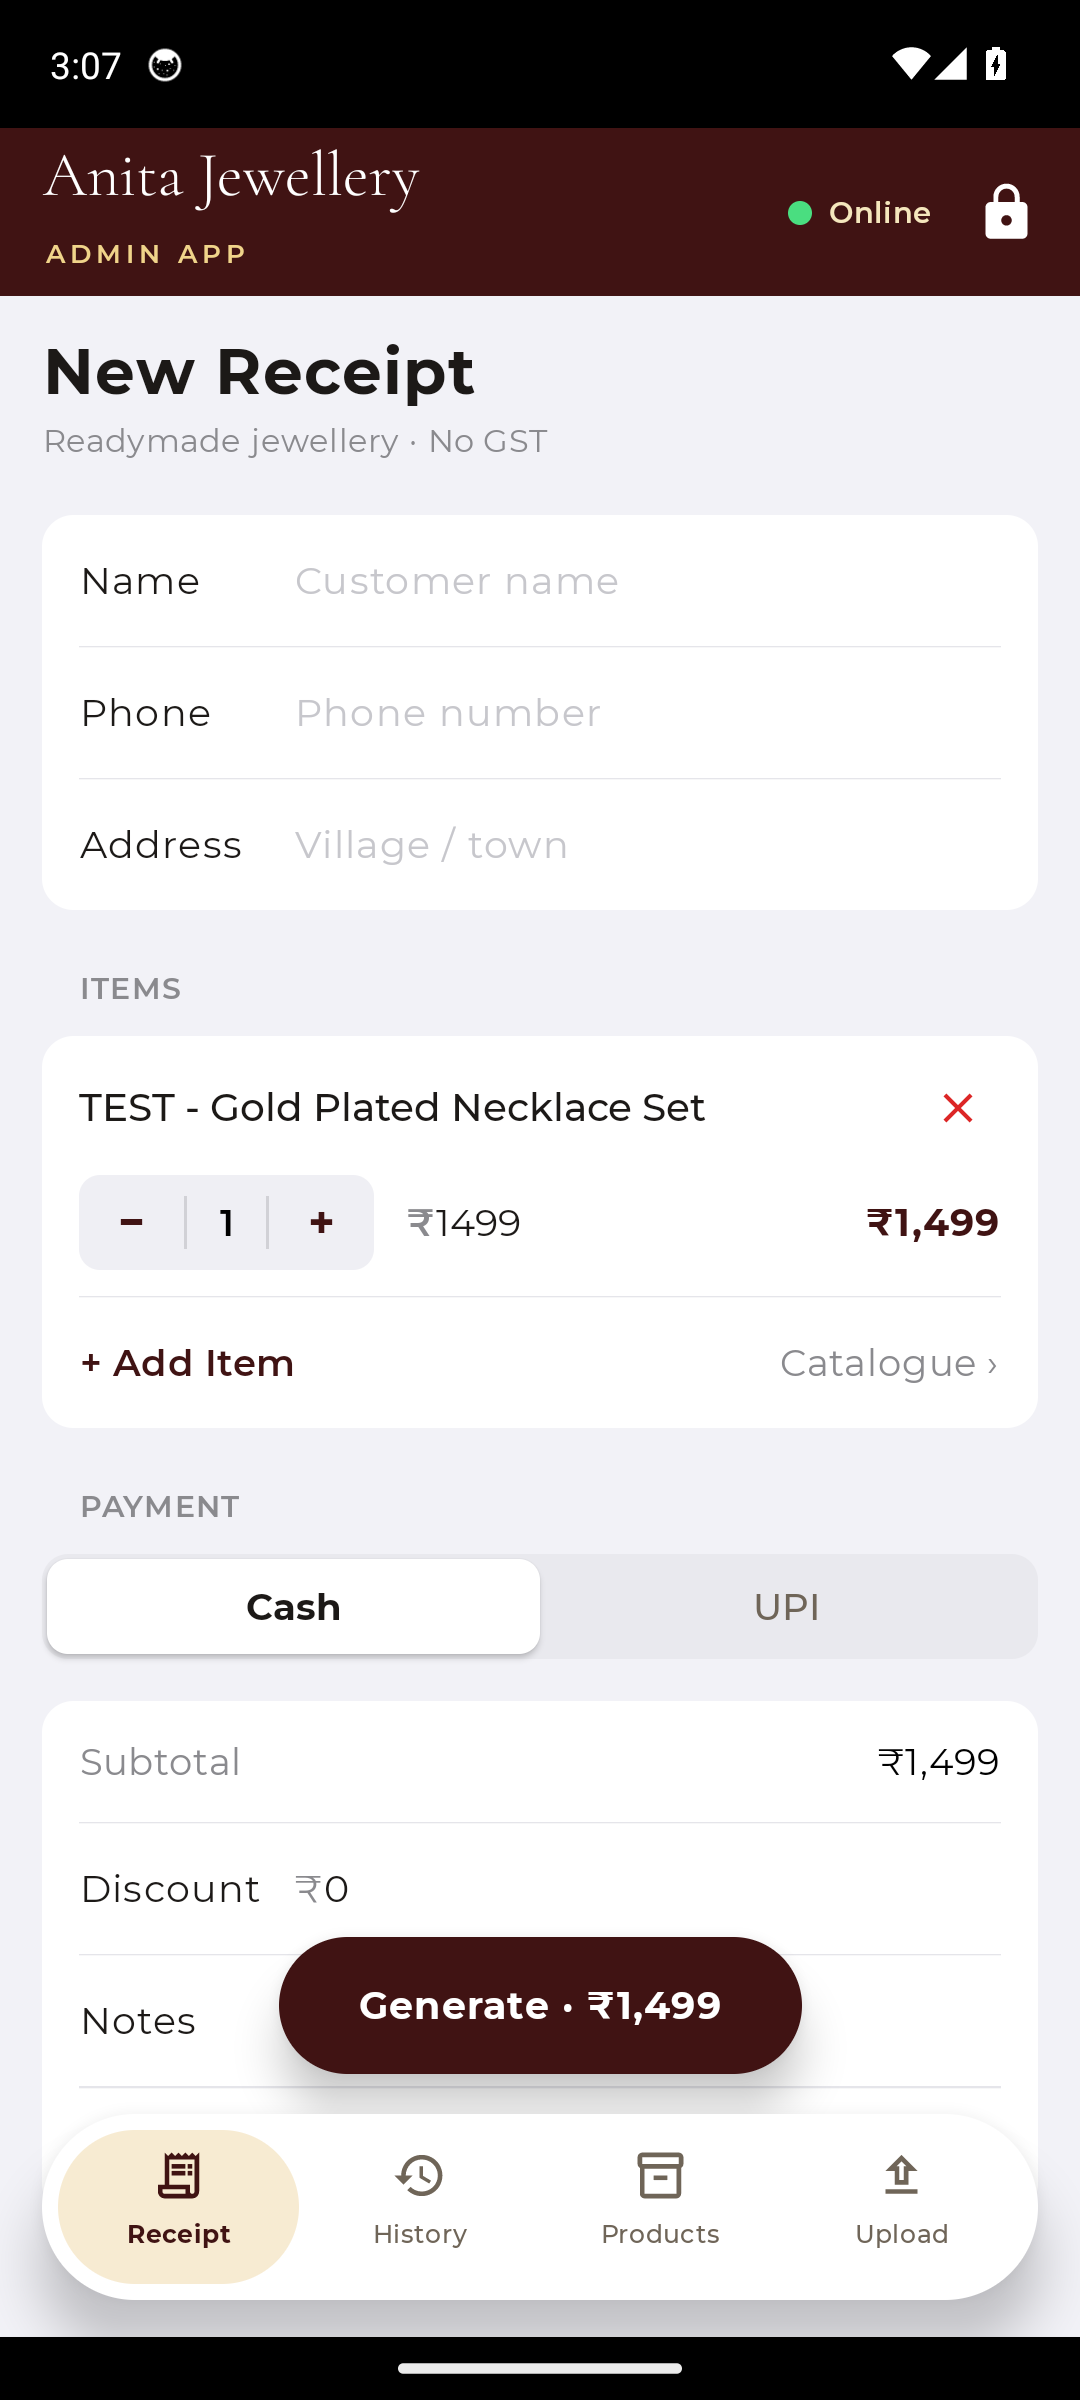 3:07
Anita Jewellery
ADMIN APP
Online
New Receipt
Readymade jewellery · No GST
Name Customer name
Phone Phone number
Address Village / town
ITEMS
TEST - Gold Plated Necklace Set
− 1 + ₹1499 ₹1,499
+ Add Item Catalogue ›
PAYMENT
Cash UPI
Subtotal ₹1,499
Discount ₹0
Notes
Generate · ₹1,499
Receipt History Products Upload